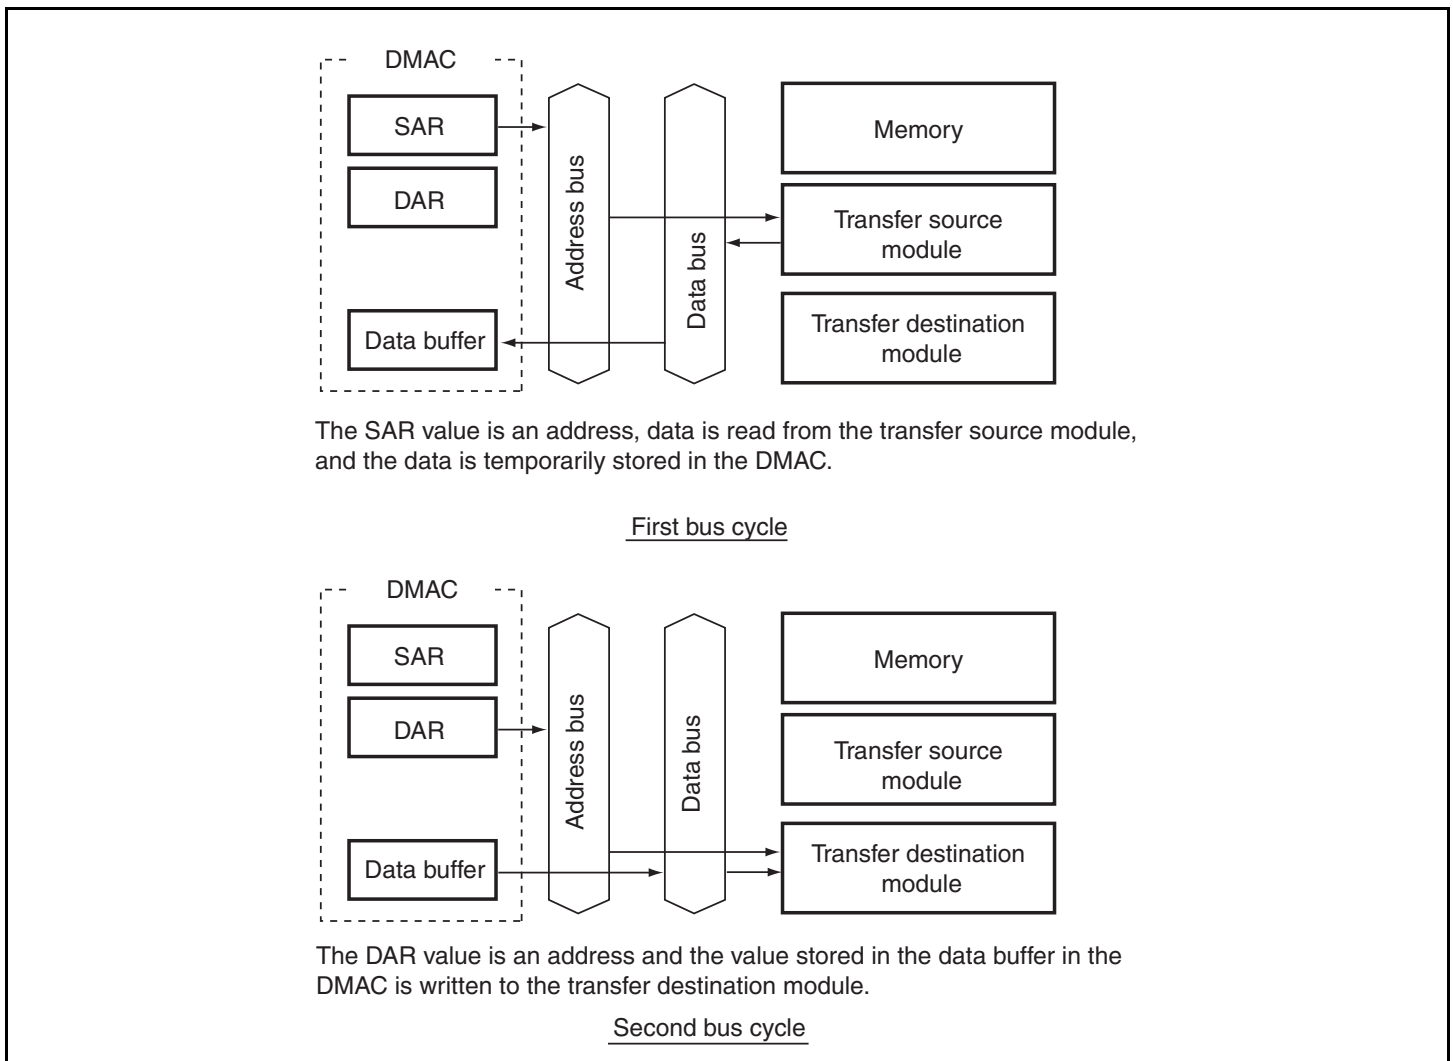 DMAC
SAR
DAR
Data buffer
Address bus
Data bus
Memory
Transfer source
module
Transfer destination
module
The SAR value is an address, data is read from the transfer source module,
and the data is temporarily stored in the DMAC.
First bus cycle
DMAC
SAR
DAR
Data buffer
Address bus
Data bus
Memory
Transfer source
module
Transfer destination
module
The DAR value is an address and the value stored in the data buffer in the
DMAC is written to the transfer destination module.
Second bus cycle